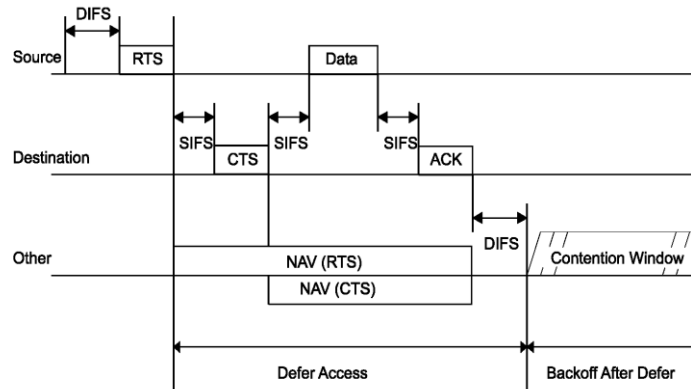 DIFS
Source
RTS
Data
SIFS
SIFS
SIFS
Destination
CTS
ACK
DIFS
Other
NAV (RTS)
Contention Window
NAV (CTS)
Defer Access
Backoff After Defer